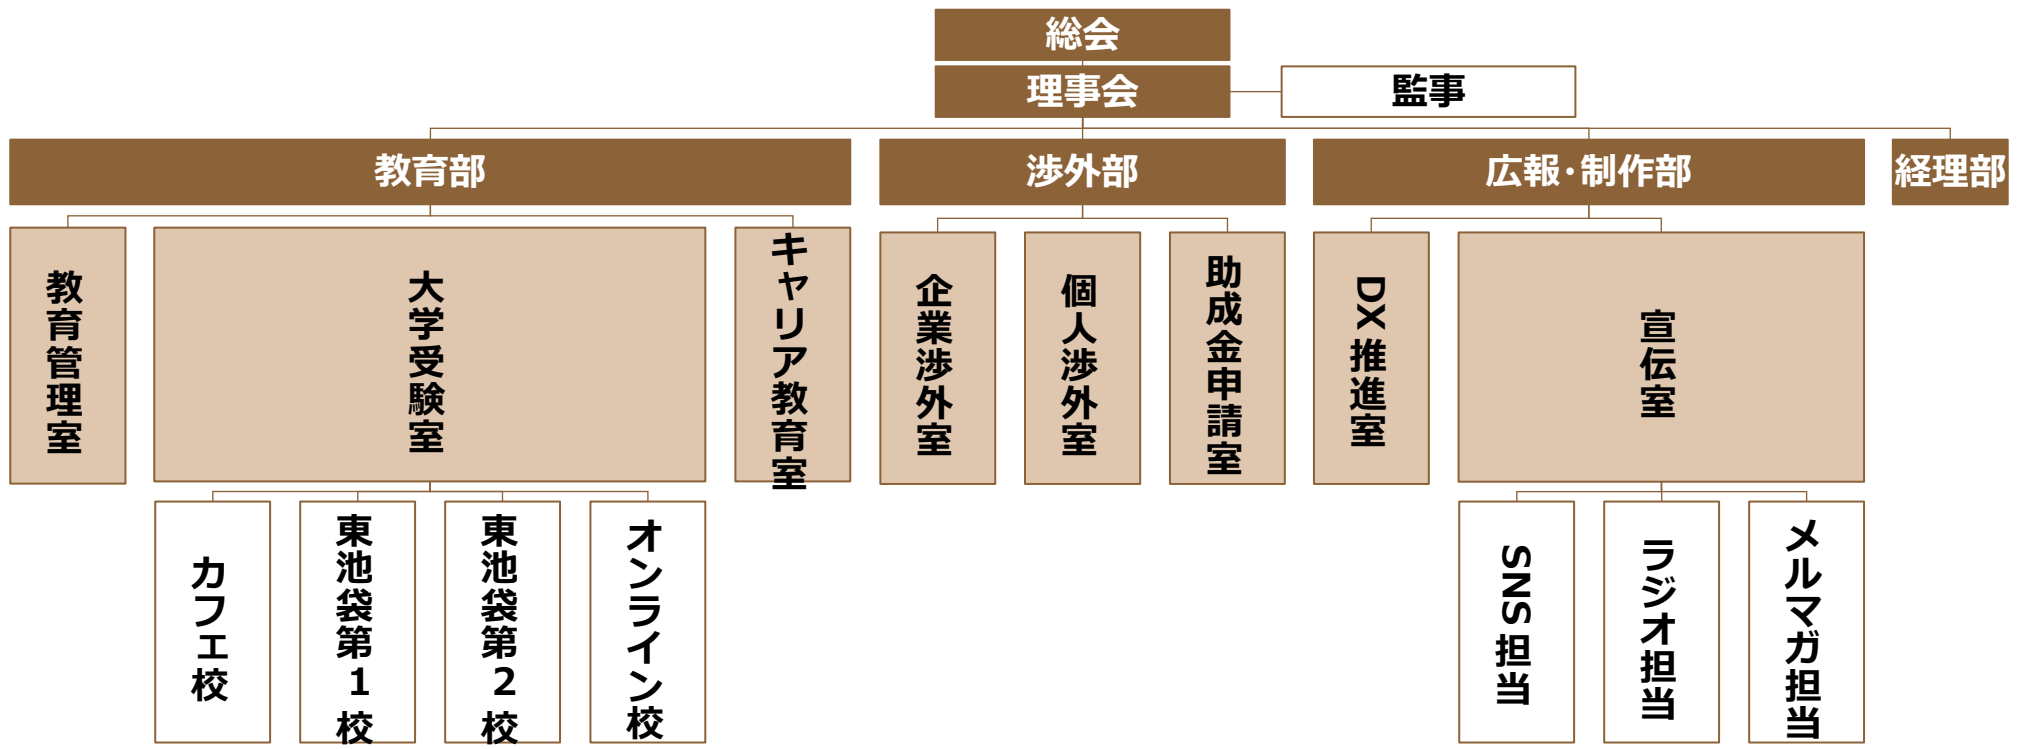 総会
理事会
監事
教育部
渉外部
広報・制作部
経理部
教育管理室
大学受験室
キャリア教育室
企業渉外室
個人渉外室
助成金申請室
DX推進室
宣伝室
カフェ校
東池袋第1校
東池袋第2校
オンライン校
SNS担当
ラジオ担当
メルマガ担当